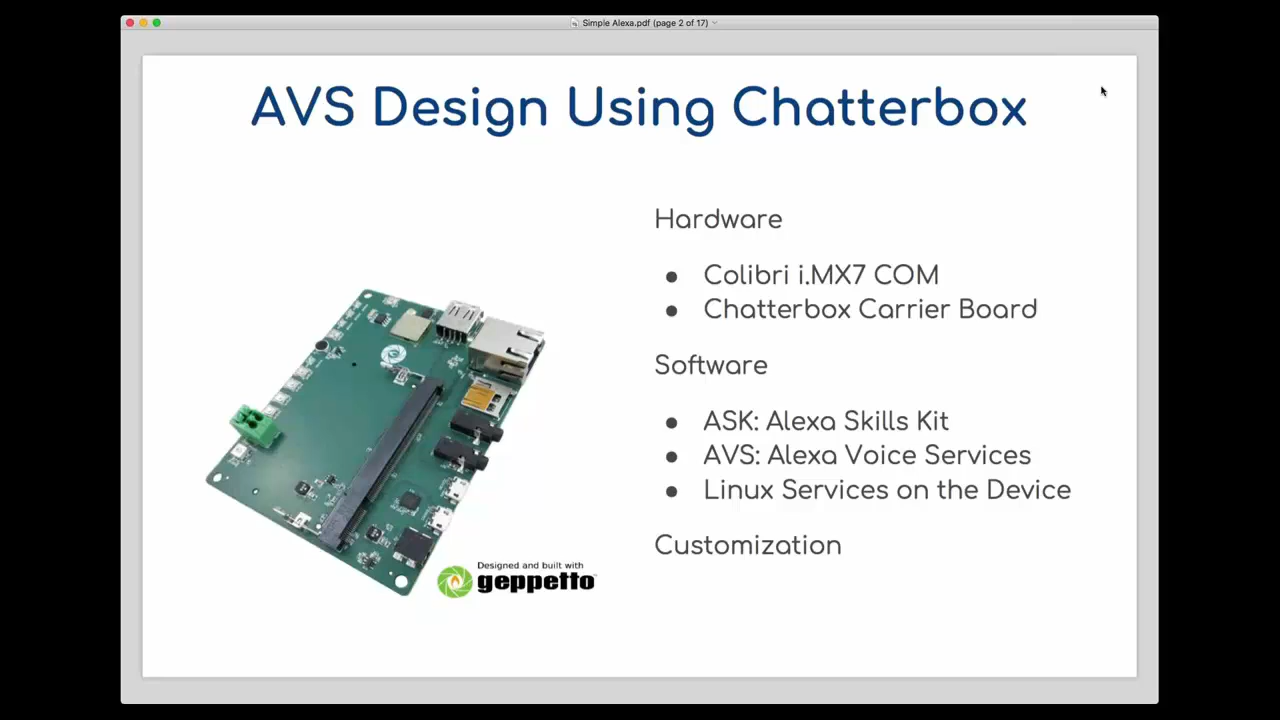 Simple Alexa.pdf (page 2 of 17)
AVS Design Using Chatterbox
Hardware
● Colibri i.MX7 COM
● Chatterbox Carrier Board
Software
● ASK: Alexa Skills Kit
● AVS: Alexa Voice Services
● Linux Services on the Device
Customization
Designed and built with
geppetto